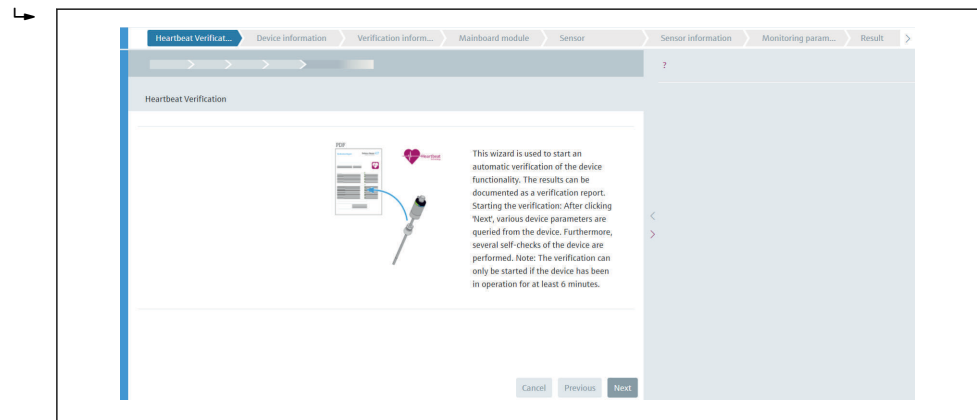 Heartbeat Verificat... Device information Verification inform... Mainboard module Sensor Sensor information Monitoring param... Result >
?
Heartbeat Verification
PDF
Heartbeat
This wizard is used to start an
automatic verification of the device
functionality. The results can be
documented as a verification report.
Starting the verification: After clicking
'Next', various device parameters are
queried from the device. Furthermore,
several self-checks of the device are
performed. Note: The verification can
only be started if the device has been
in operation for at least 6 minutes.
Cancel Previous Next